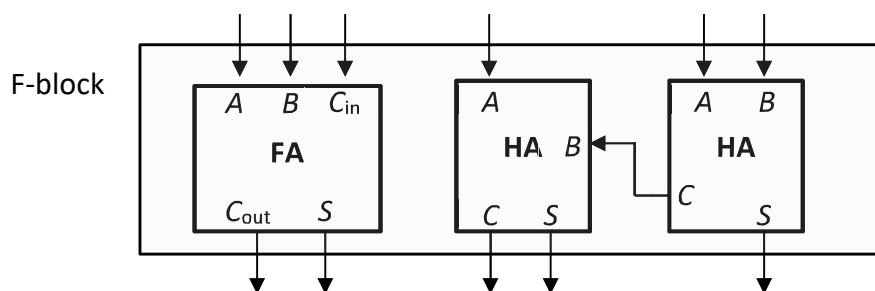 F-block
A B Cin
FA
Cout S
A
HA B
C S
A B
HA
C
S